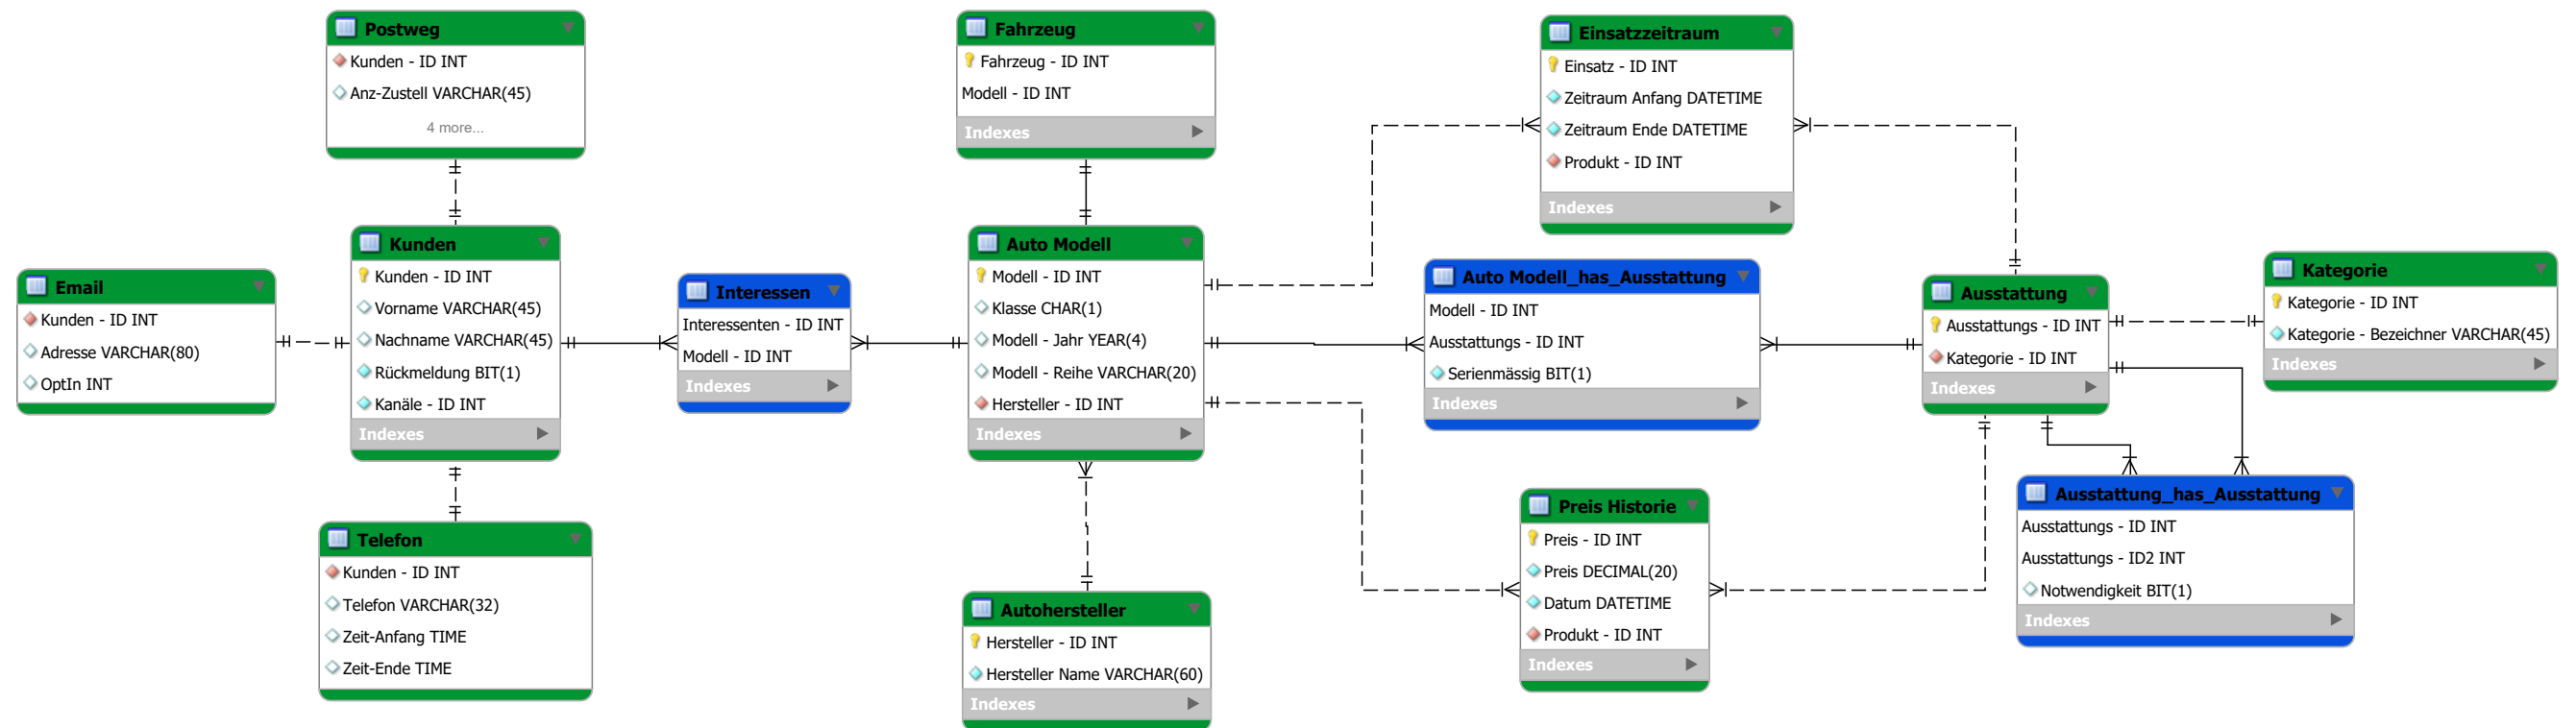 Postweg
Kunden - ID INT
Anz-Zustell VARCHAR(45)
4 more...
Fahrzeug
Fahrzeug - ID INT
Modell - ID INT
Indexes
Einsatzzeitraum
Einsatz - ID INT
Zeitraum Anfang DATETIME
Zeitraum Ende DATETIME
Produkt - ID INT
Indexes
Email
Kunden - ID INT
Adresse VARCHAR(80)
OptIn INT
Kunden
Kunden - ID INT
Vorname VARCHAR(45)
Nachname VARCHAR(45)
Rückmeldung BIT(1)
Kanäle - ID INT
Indexes
Interessen
Interessenten - ID INT
Modell - ID INT
Indexes
Auto Modell
Modell - ID INT
Klasse CHAR(1)
Modell - Jahr YEAR(4)
Modell - Reihe VARCHAR(20)
Hersteller - ID INT
Indexes
Auto Modell_has_Ausstattung
Modell - ID INT
Ausstattungs - ID INT
Serienmässig BIT(1)
Indexes
Ausstattung
Ausstattungs - ID INT
Kategorie - ID INT
Indexes
Kategorie
Kategorie - ID INT
Kategorie - Bezeichner VARCHAR(45)
Indexes
Telefon
Kunden - ID INT
Telefon VARCHAR(32)
Zeit-Anfang TIME
Zeit-Ende TIME
Autohersteller
Hersteller - ID INT
Hersteller Name VARCHAR(60)
Indexes
Preis Historie
Preis - ID INT
Preis DECIMAL(20)
Datum DATETIME
Produkt - ID INT
Indexes
Ausstattung_has_Ausstattung
Ausstattungs - ID INT
Ausstattungs - ID2 INT
Notwendigkeit BIT(1)
Indexes